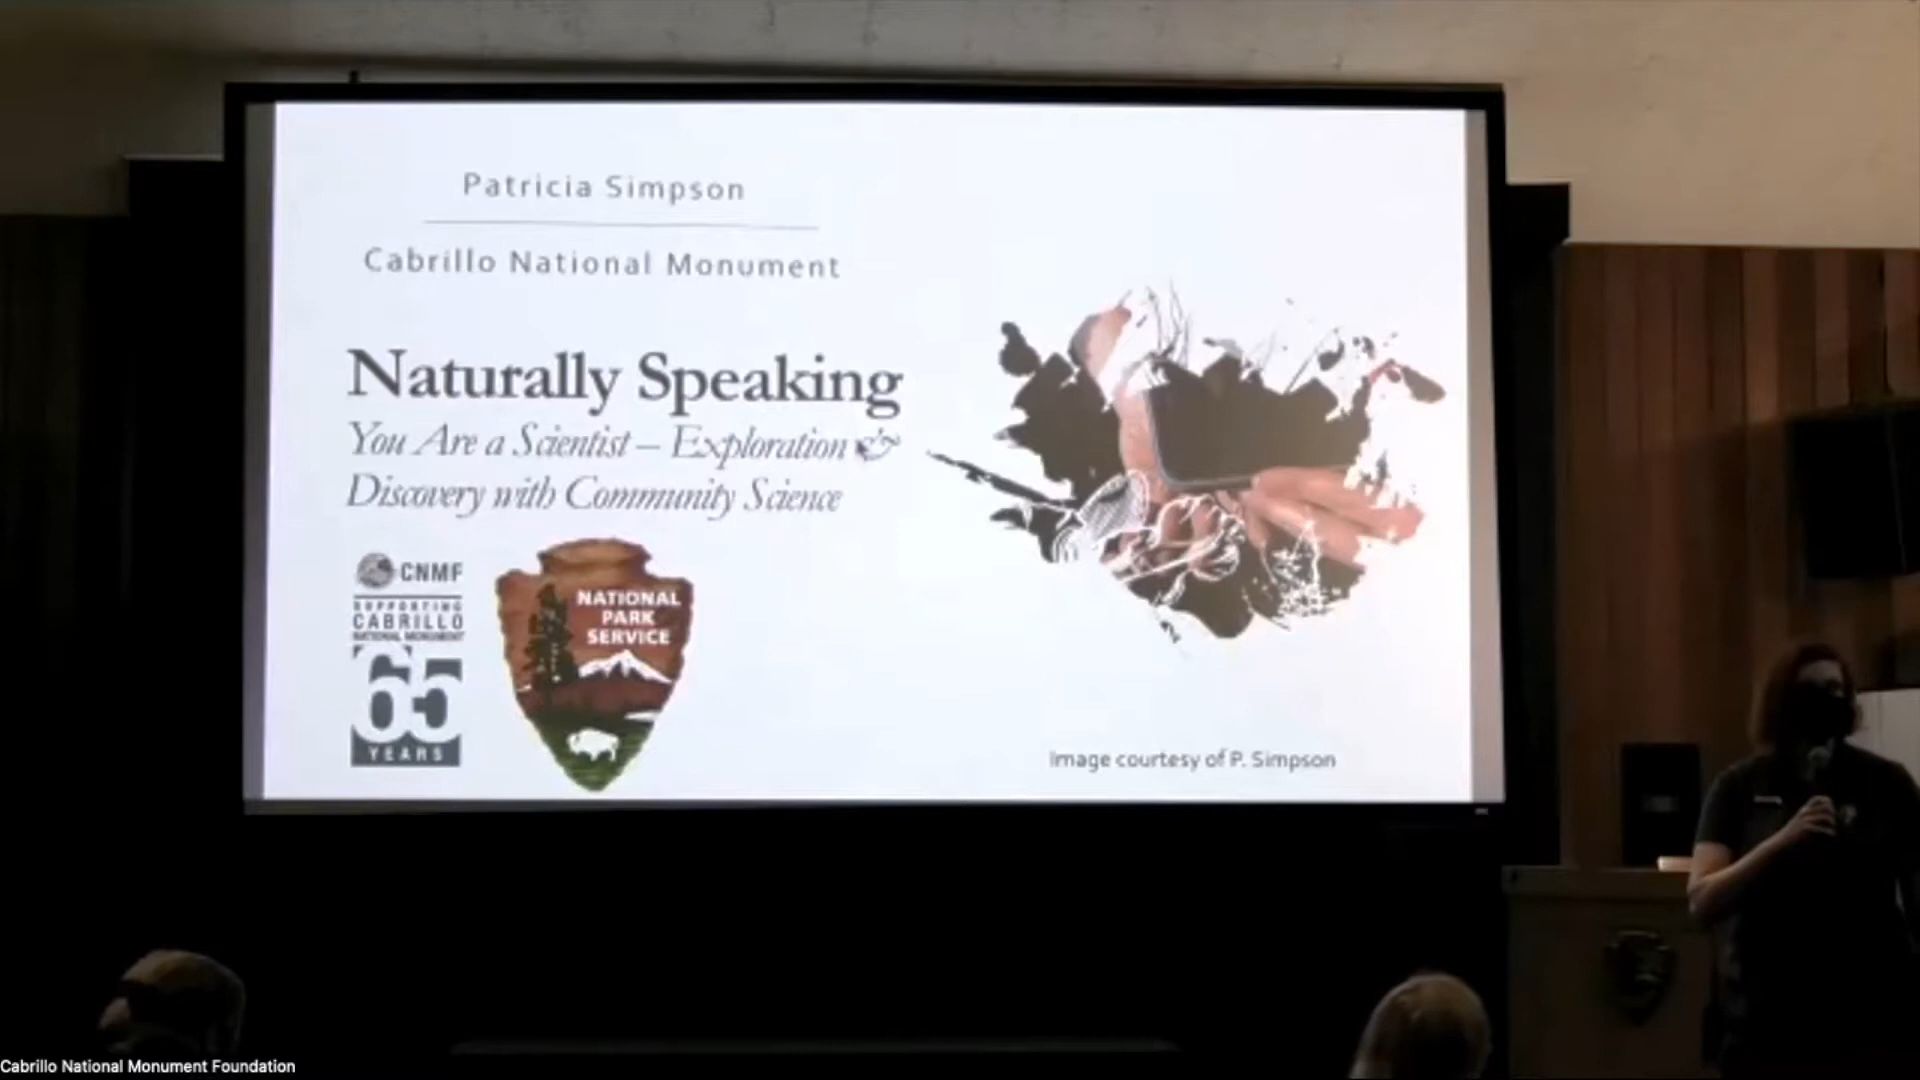 Patricia Simpson
Cabrillo National Monument
Naturally Speaking
You Are a Scientist – Exploration &
Discovery with Community Science
CNMF
SUPPORTING
CABRILLO
NATIONAL MONUMENT
65
YEARS
NATIONAL
PARK
SERVICE
Image courtesy of P. Simpson
Cabrillo National Monument Foundation